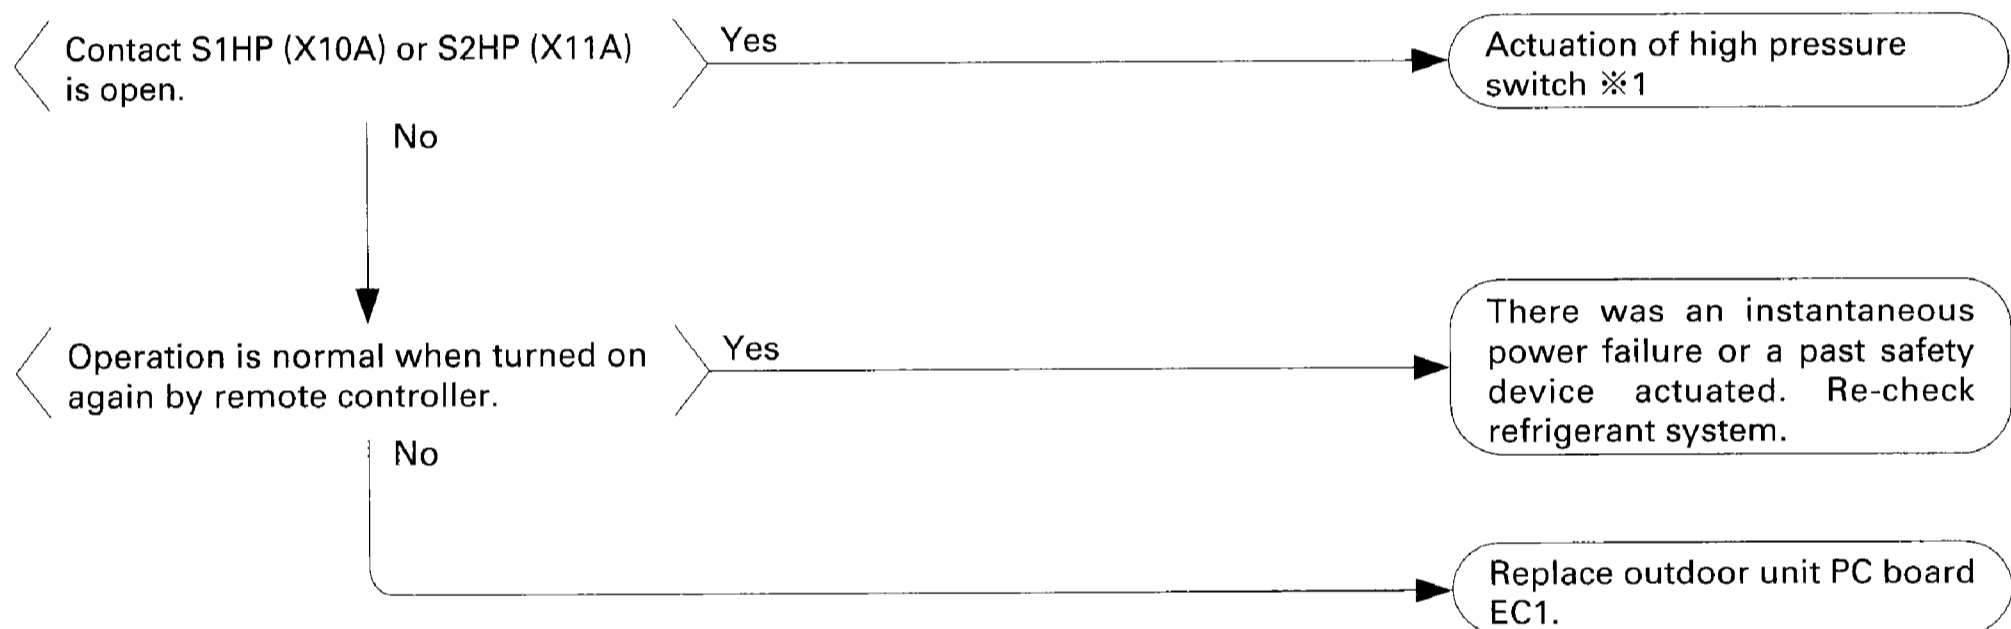 Contact S1HP (X10A) or S2HP (X11A)
is open.
Yes
Actuation of high pressure
switch ※1
No
Operation is normal when turned on
again by remote controller.
Yes
There was an instantaneous
power failure or a past safety
device actuated. Re-check
refrigerant system.
No
Replace outdoor unit PC board
EC1.